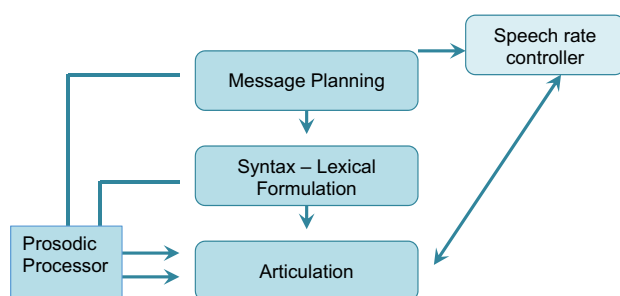 Speech rate
controller
Message Planning
Syntax – Lexical
Formulation
Prosodic
Processor
Articulation